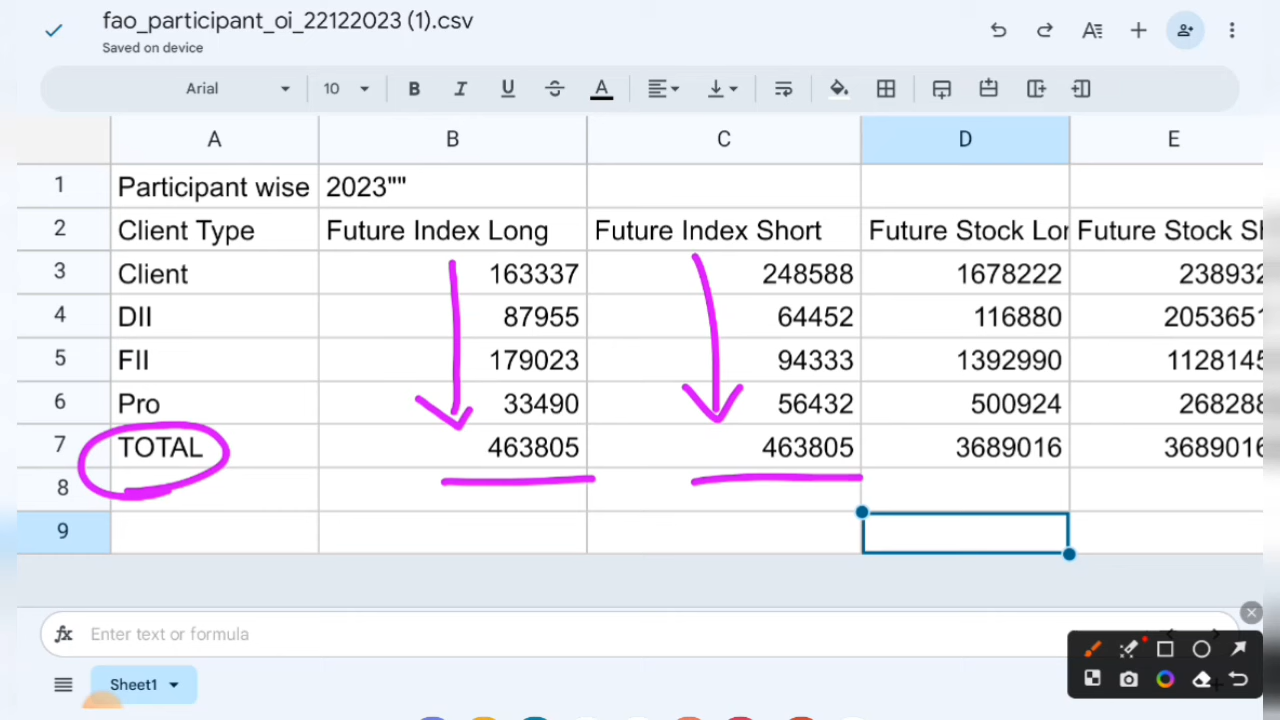 fao_participant_oi_22122023 (1).csv
Saved on device
Arial 10 B I U S A
A B C D E
1 Participant wise 2023""
2 Client Type Future Index Long Future Index Short Future Stock Lor Future Stock Sh
3 Client 163337 248588 1678222 238932
4 DII 87955 64452 116880 2053651
5 FII 179023 94333 1392990 1128145
6 Pro 33490 56432 500924 268288
7 TOTAL 463805 463805 3689016 3689016
8
9
fx Enter text or formula
Sheet1